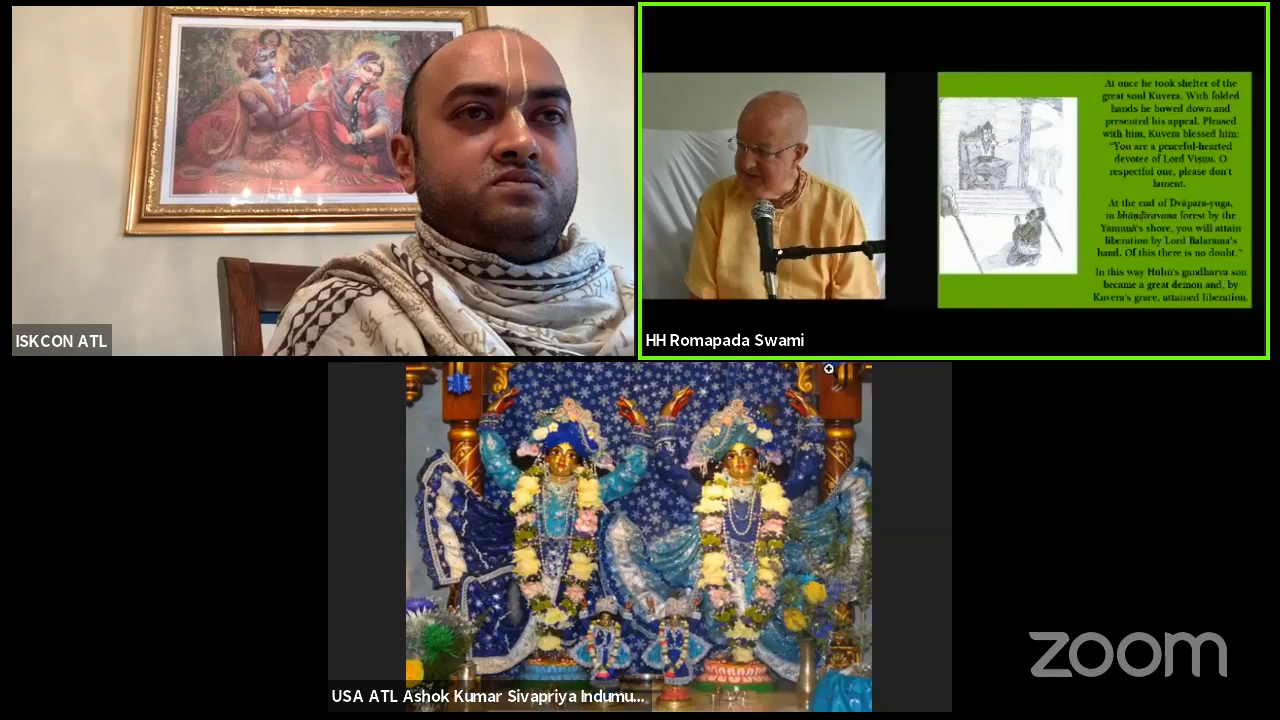 At once he took shelter of the
great soul Kuvera. With folded
hands he bowed down and
presented his appeal. Pleased
with him, Kuvera blessed him:
"You are a peaceful-hearted
devotee of Lord Viṣṇu. O
respectful one, please don't
lament.
At the end of Dvāpara-yuga,
in bhāṇḍīravana forest by the
Yamunā's shore, you will attain
liberation by Lord Balarāma's
hand. Of this there is no doubt."
In this way Huhū's gandharva son
became a great demon and, by
Kuvera's grace, attained liberation.
ISKCON ATL
HH Romapada Swami
USA ATL Ashok Kumar Sivapriya Indumu...
zoom